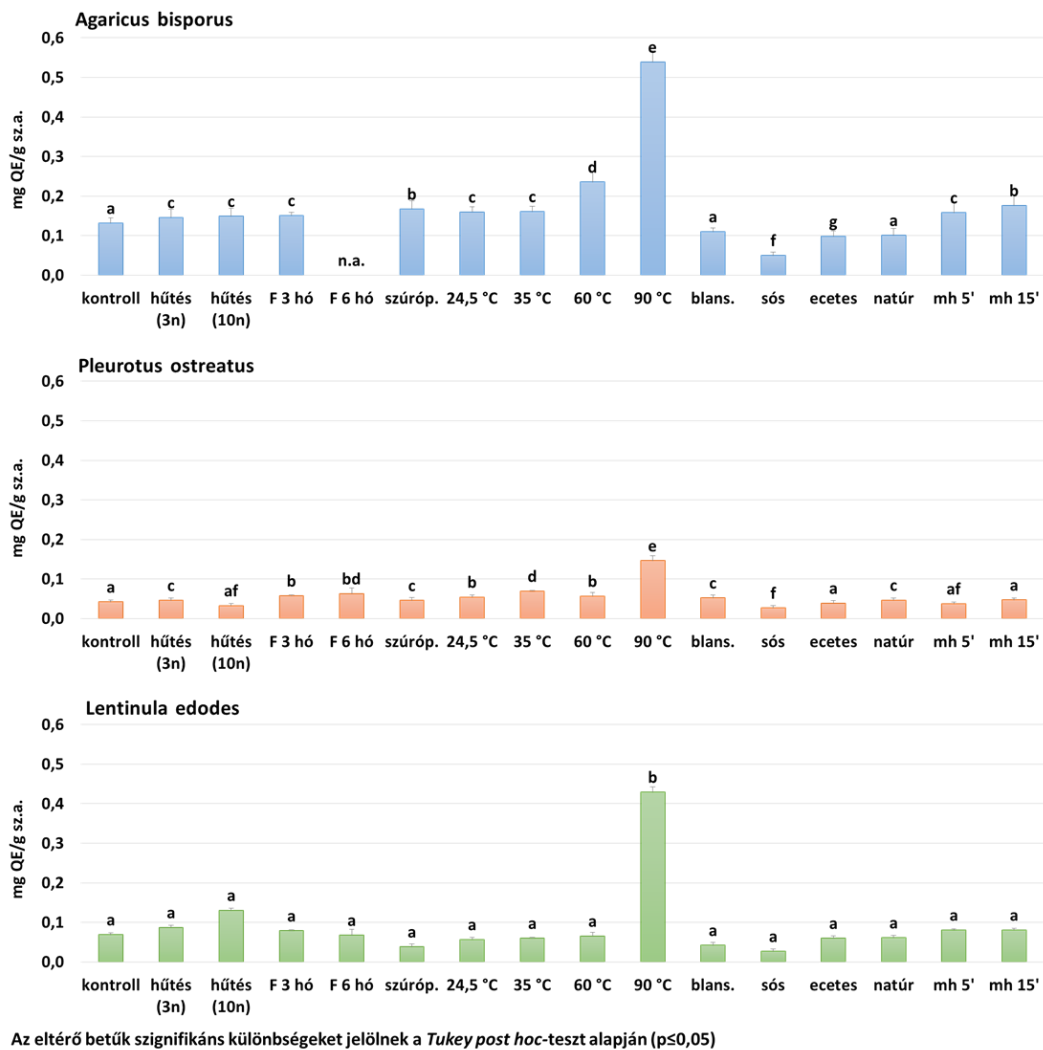 Agaricus bisporus
0,6
e
0,5
0,4
mg QE/g sz.a.
0,3
d
0,2
a c c c b c c a f g a c b
0,1
n.a.
0,0
kontroll hűtés (3n) hűtés (10n) F 3 hó F 6 hó szúróp. 24,5 °C 35 °C 60 °C 90 °C blans. sós ecetes natúr mh 5' mh 15'
Pleurotus ostreatus
0,6
0,5
0,4
mg QE/g sz.a.
0,3
0,2
a c af b bd c b d b e c f a c af a
0,1
0,0
kontroll hűtés (3n) hűtés (10n) F 3 hó F 6 hó szúróp. 24,5 °C 35 °C 60 °C 90 °C blans. sós ecetes natúr mh 5' mh 15'
Lentinula edodes
0,6
0,5
b
0,4
mg QE/g sz.a.
0,3
0,2
a a a a a a a a a a a a a a a
0,1
0,0
kontroll hűtés (3n) hűtés (10n) F 3 hó F 6 hó szúróp. 24,5 °C 35 °C 60 °C 90 °C blans. sós ecetes natúr mh 5' mh 15'
Az eltérő betűk szignifikáns különbségeket jelölnek a Tukey post hoc-teszt alapján (p≤0,05)